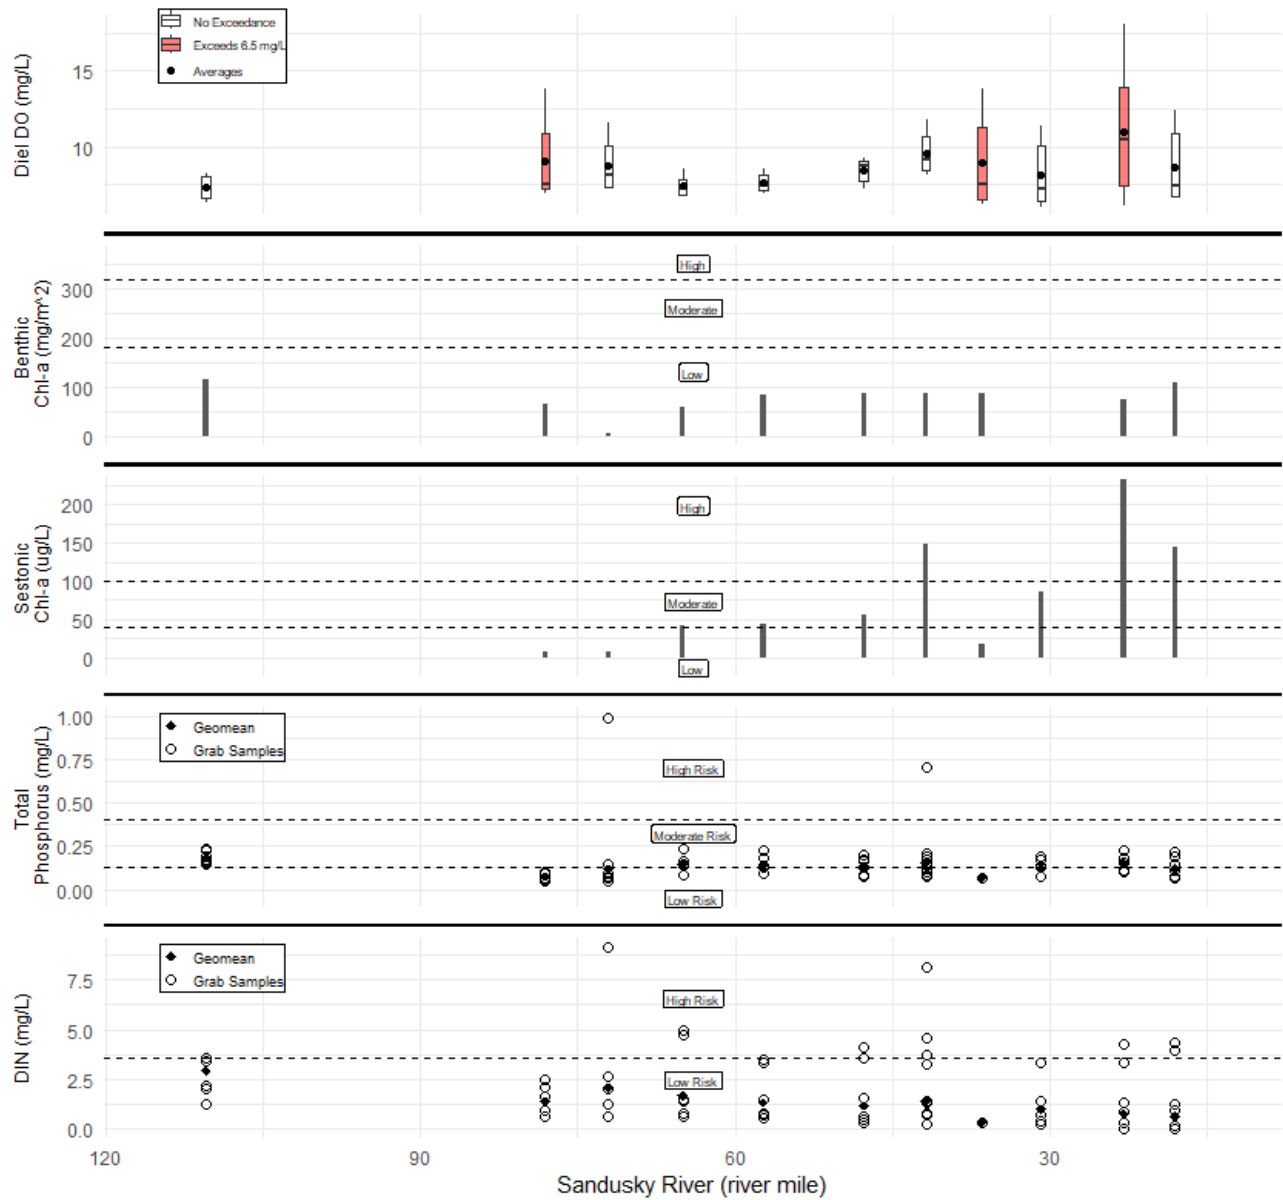 No Exceedance
Exceeds 6.5 mg/L
Averages
Diel DO (mg/L)
15
10
Benthic
Chl-a (mg/m^2)
300
200
100
0
High
Moderate
Low
Sestonic
Chl-a (ug/L)
200
150
100
50
0
High
Moderate
Low
Total
Phosphorus (mg/L)
1.00
0.75
0.50
0.25
0.00
Geomean
Grab Samples
High Risk
Moderate Risk
Low Risk
DIN (mg/L)
7.5
5.0
2.5
0.0
Geomean
Grab Samples
High Risk
Low Risk
120
90
60
30
Sandusky River (river mile)